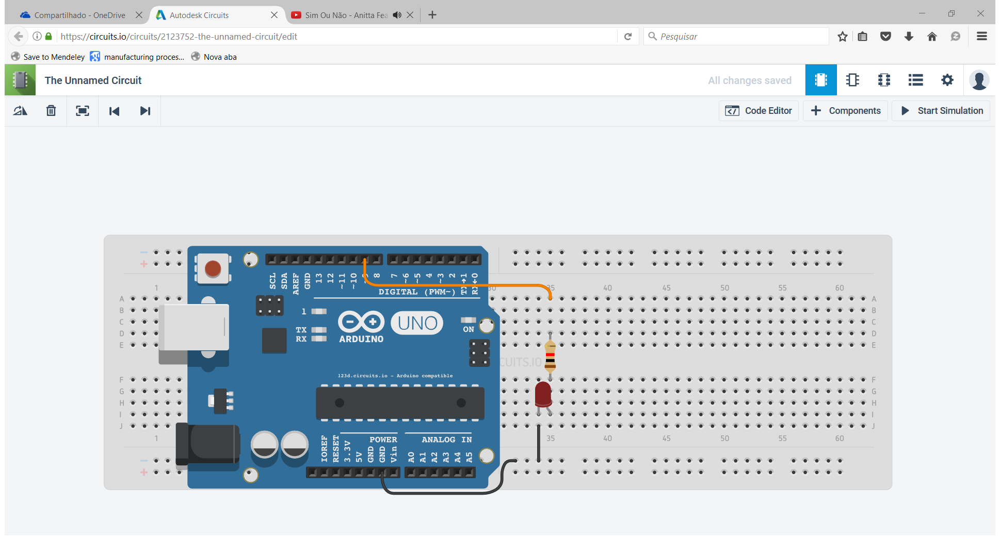 Compartilhado - OneDrive
Autodesk Circuits
Sim Ou Não - Anitta Fea
https://circuits.io/circuits/2123752-the-unnamed-circuit/edit
Pesquisar
Save to Mendeley
manufacturing proces...
Nova aba
The Unnamed Circuit
All changes saved
Code Editor
Components
Start Simulation
SCL
SDA
AREF
GND
13
12
~11
~10
8
7
~6
~5
4
~3
2
TX→1
RX←0
DIGITAL (PWM~)
1
35
40
45
50
55
60
A
B
C
D
E
A
B
C
D
E
1
TX
RX
ARDUINO
UNO
ON
CUITS.IO
123d.circuits.io - Arduino compatible
F
G
H
I
J
F
G
H
I
J
1
35
40
45
50
55
60
POWER
ANALOG IN
IOREF
RESET
3.3V
5V
GND
GND
Vin
A0
A1
A2
A3
A4
A5